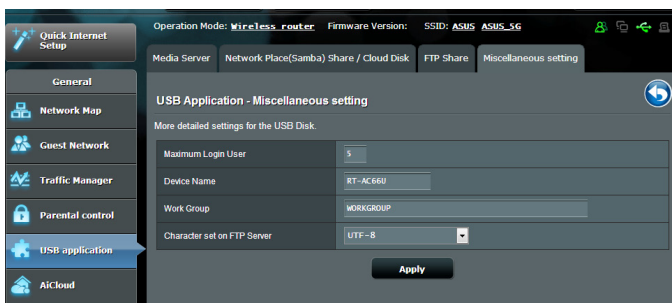 Quick Internet Setup
Operation Mode: Wireless router Firmware Version: SSID: ASUS ASUS_5G
Media Server Network Place(Samba) Share / Cloud Disk FTP Share Miscellaneous setting
General
Network Map
Guest Network
Traffic Manager
Parental control
USB application
AiCloud
USB Application - Miscellaneous setting
More detailed settings for the USB Disk.
Maximum Login User 5
Device Name RT-AC66U
Work Group WORKGROUP
Character set on FTP Server UTF-8
Apply